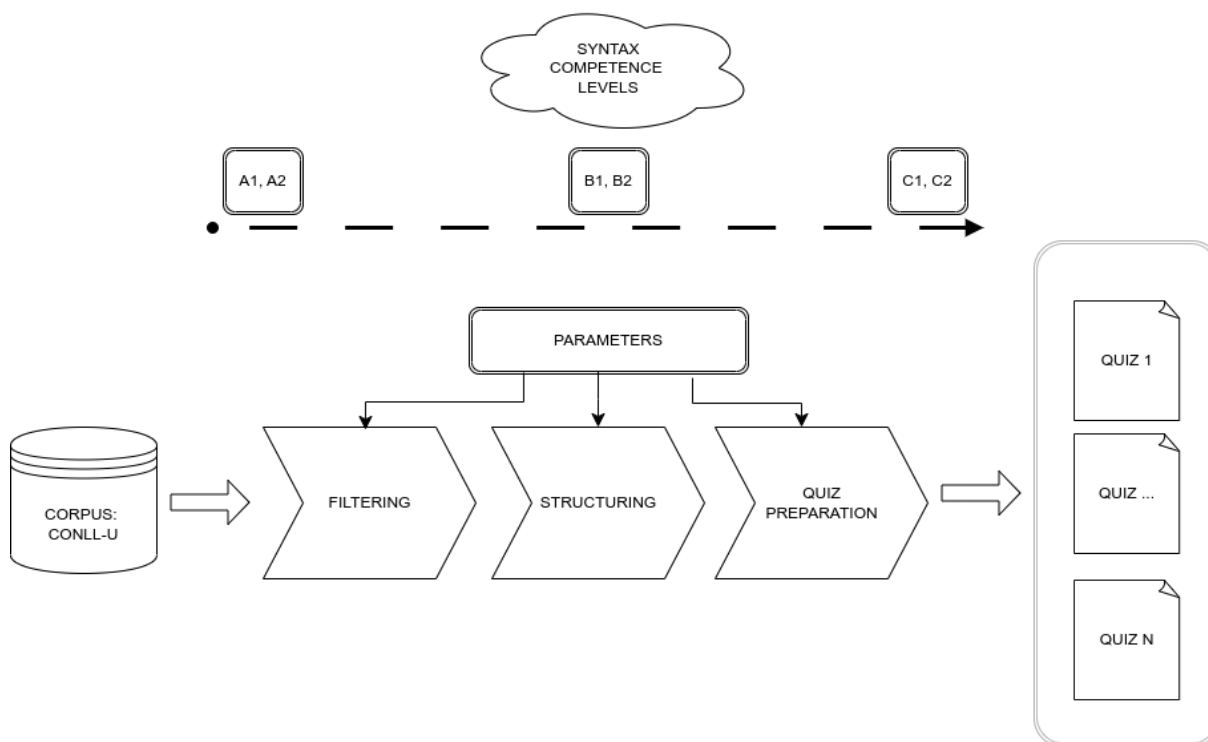 SYNTAX
COMPETENCE
LEVELS
A1, A2
B1, B2
C1, C2
PARAMETERS
CORPUS:
CONLL-U
FILTERING
STRUCTURING
QUIZ
PREPARATION
QUIZ 1
QUIZ ...
QUIZ N